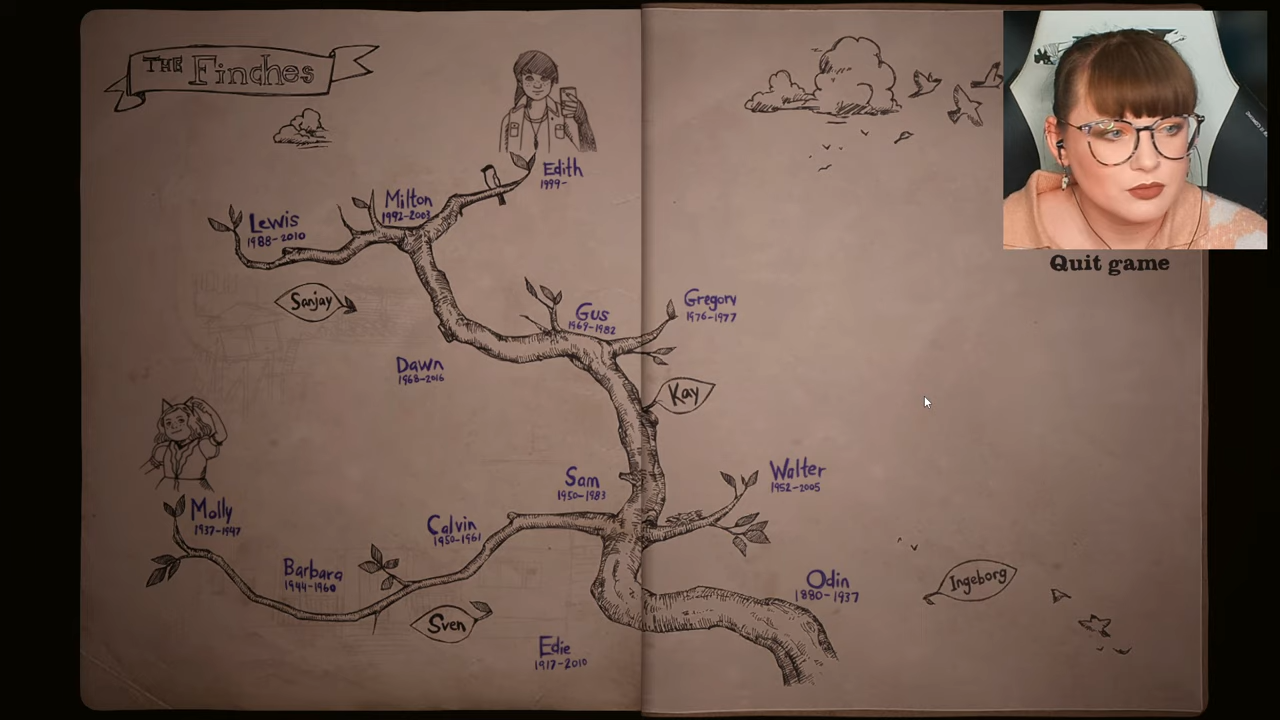 THE Finches
Edith
1999-
Milton
1992-2003
Lewis
1988-2010
Sanjay
Gus
1969-1982
Gregory
1976-1977
Dawn
1968-2016
Kay
Sam
1950-1983
Walter
1952-2005
Molly
1937-1947
Calvin
1950-1961
Barbara
1944-1960
Sven
Odin
1880-1937
Ingeborg
Edie
1917-2010
Quit game